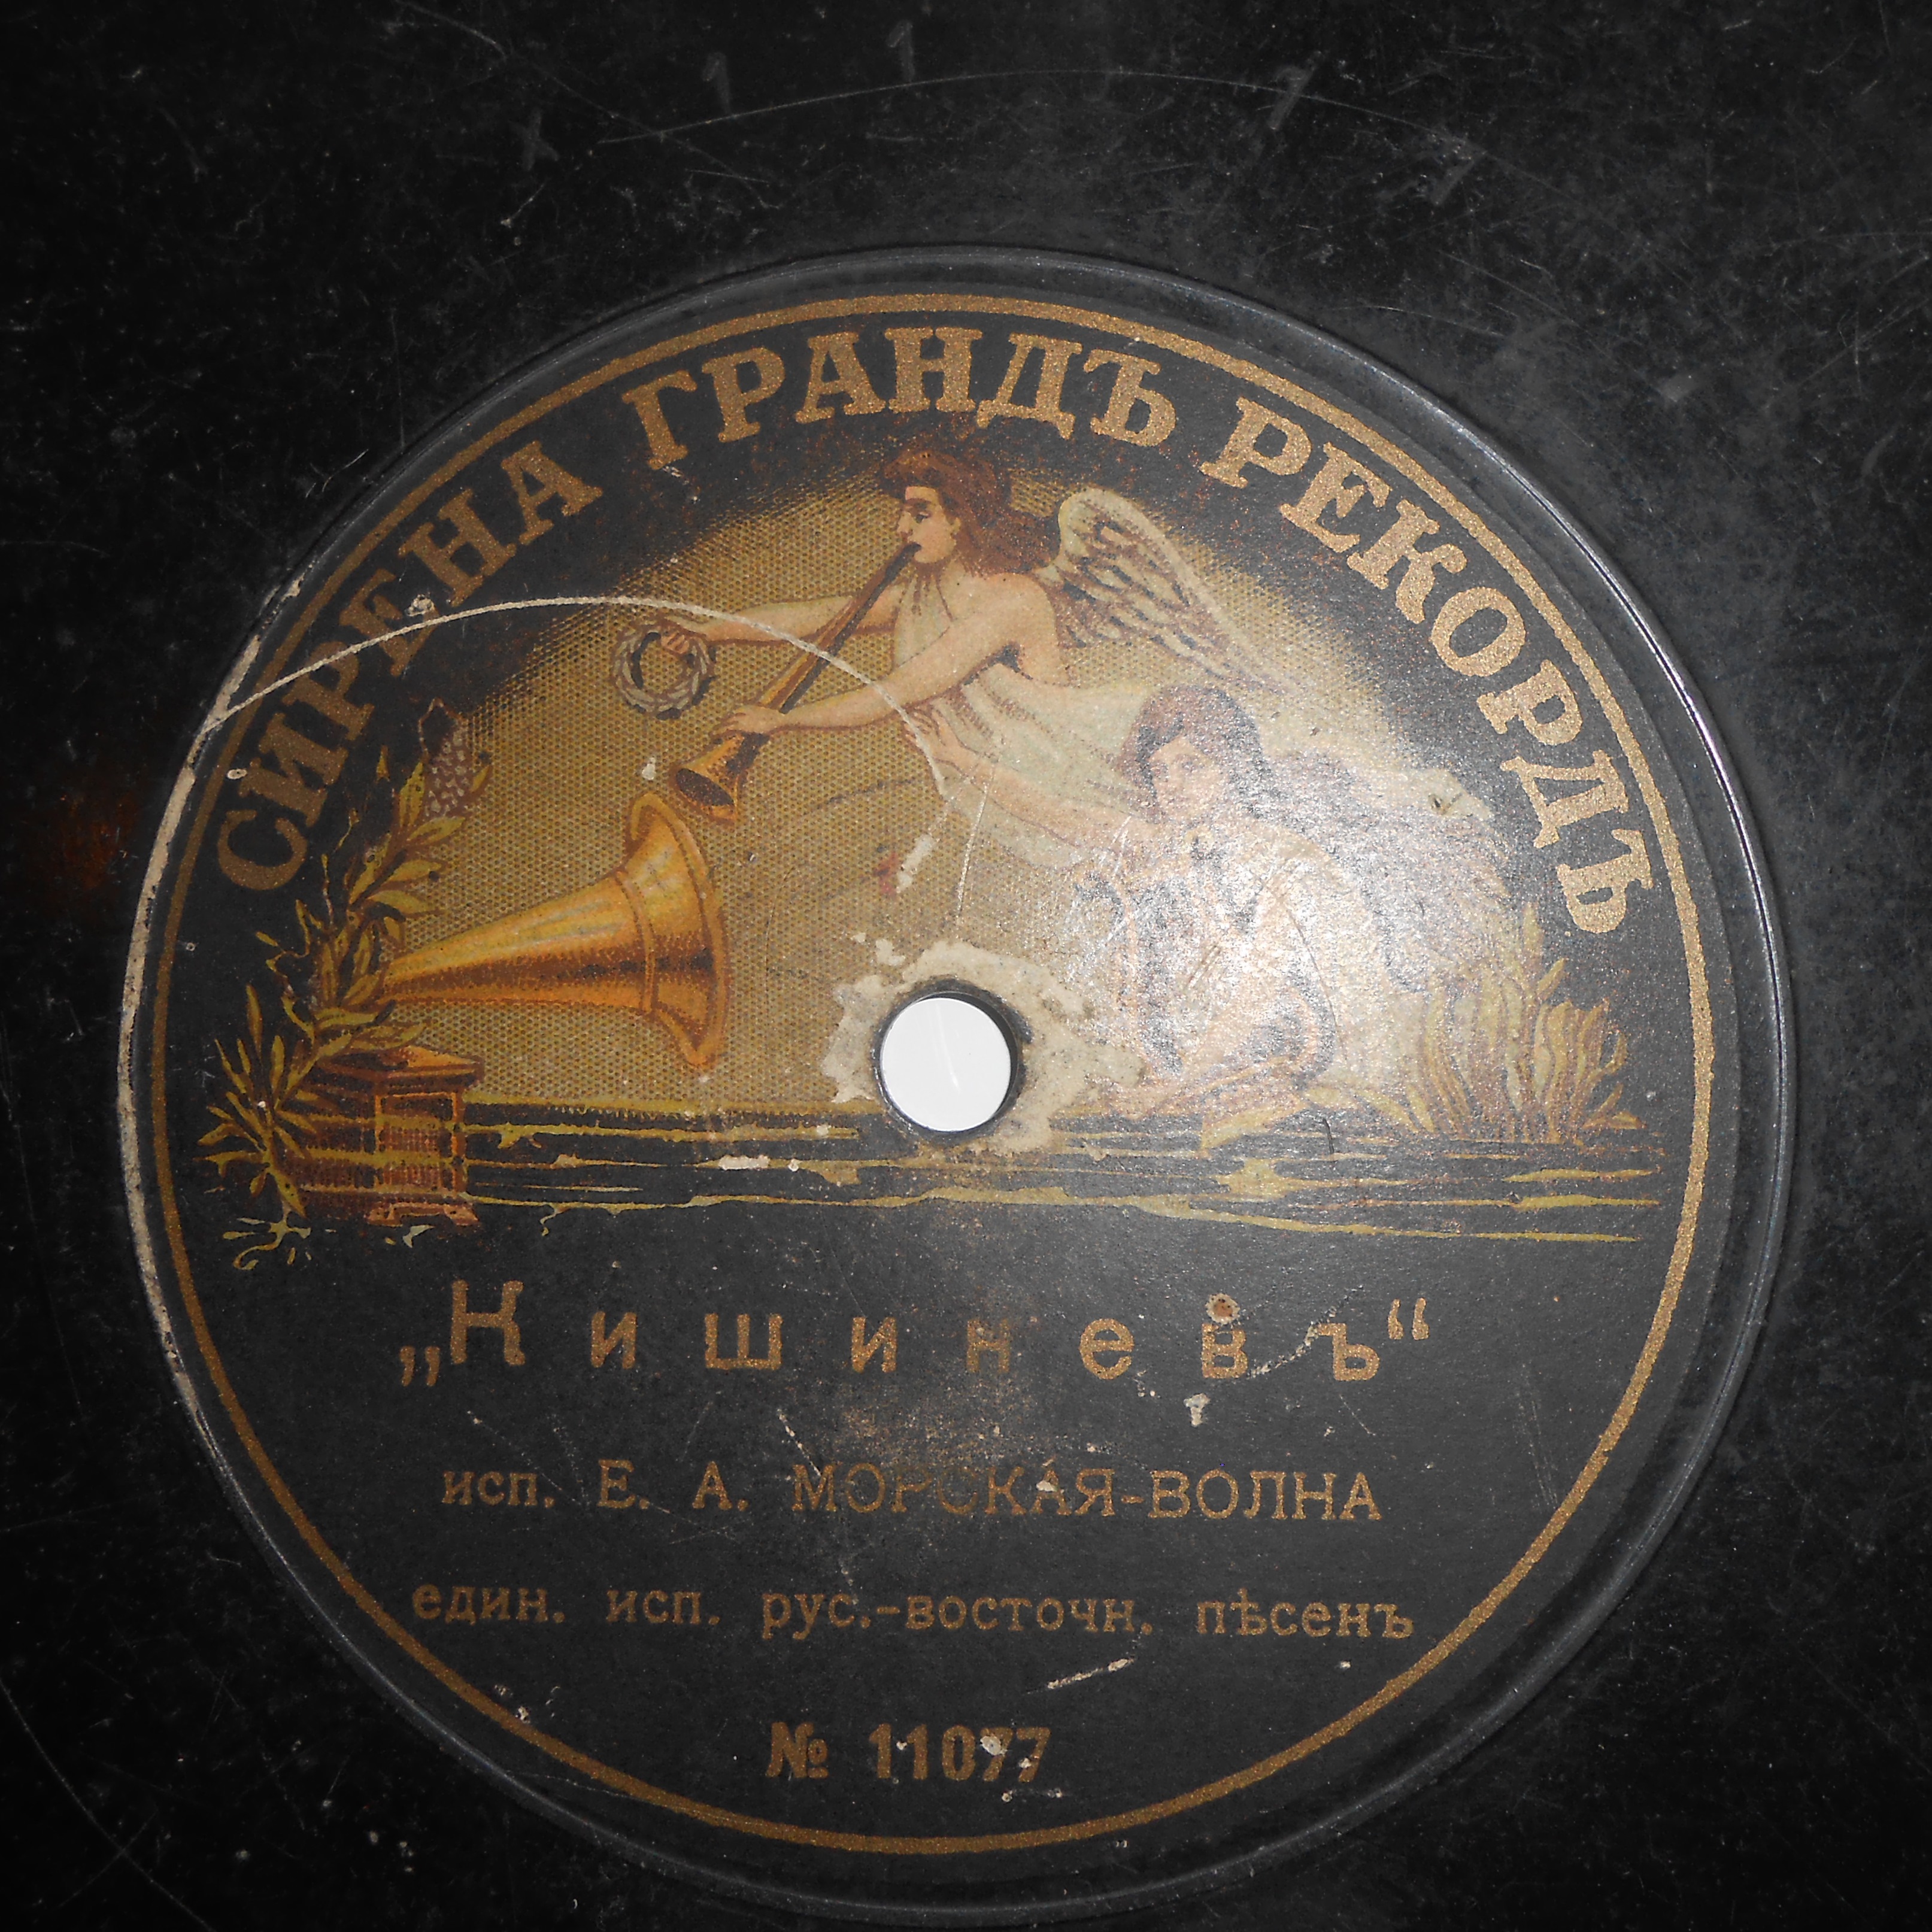 СИРЕНА ГРАНДЪ РЕКОРДЪ
„Кишиневъ“
исп. Е. А. МОРСКАЯ-ВОЛНА
един. исп. рус.-восточн. пѣсенъ
№ 11077